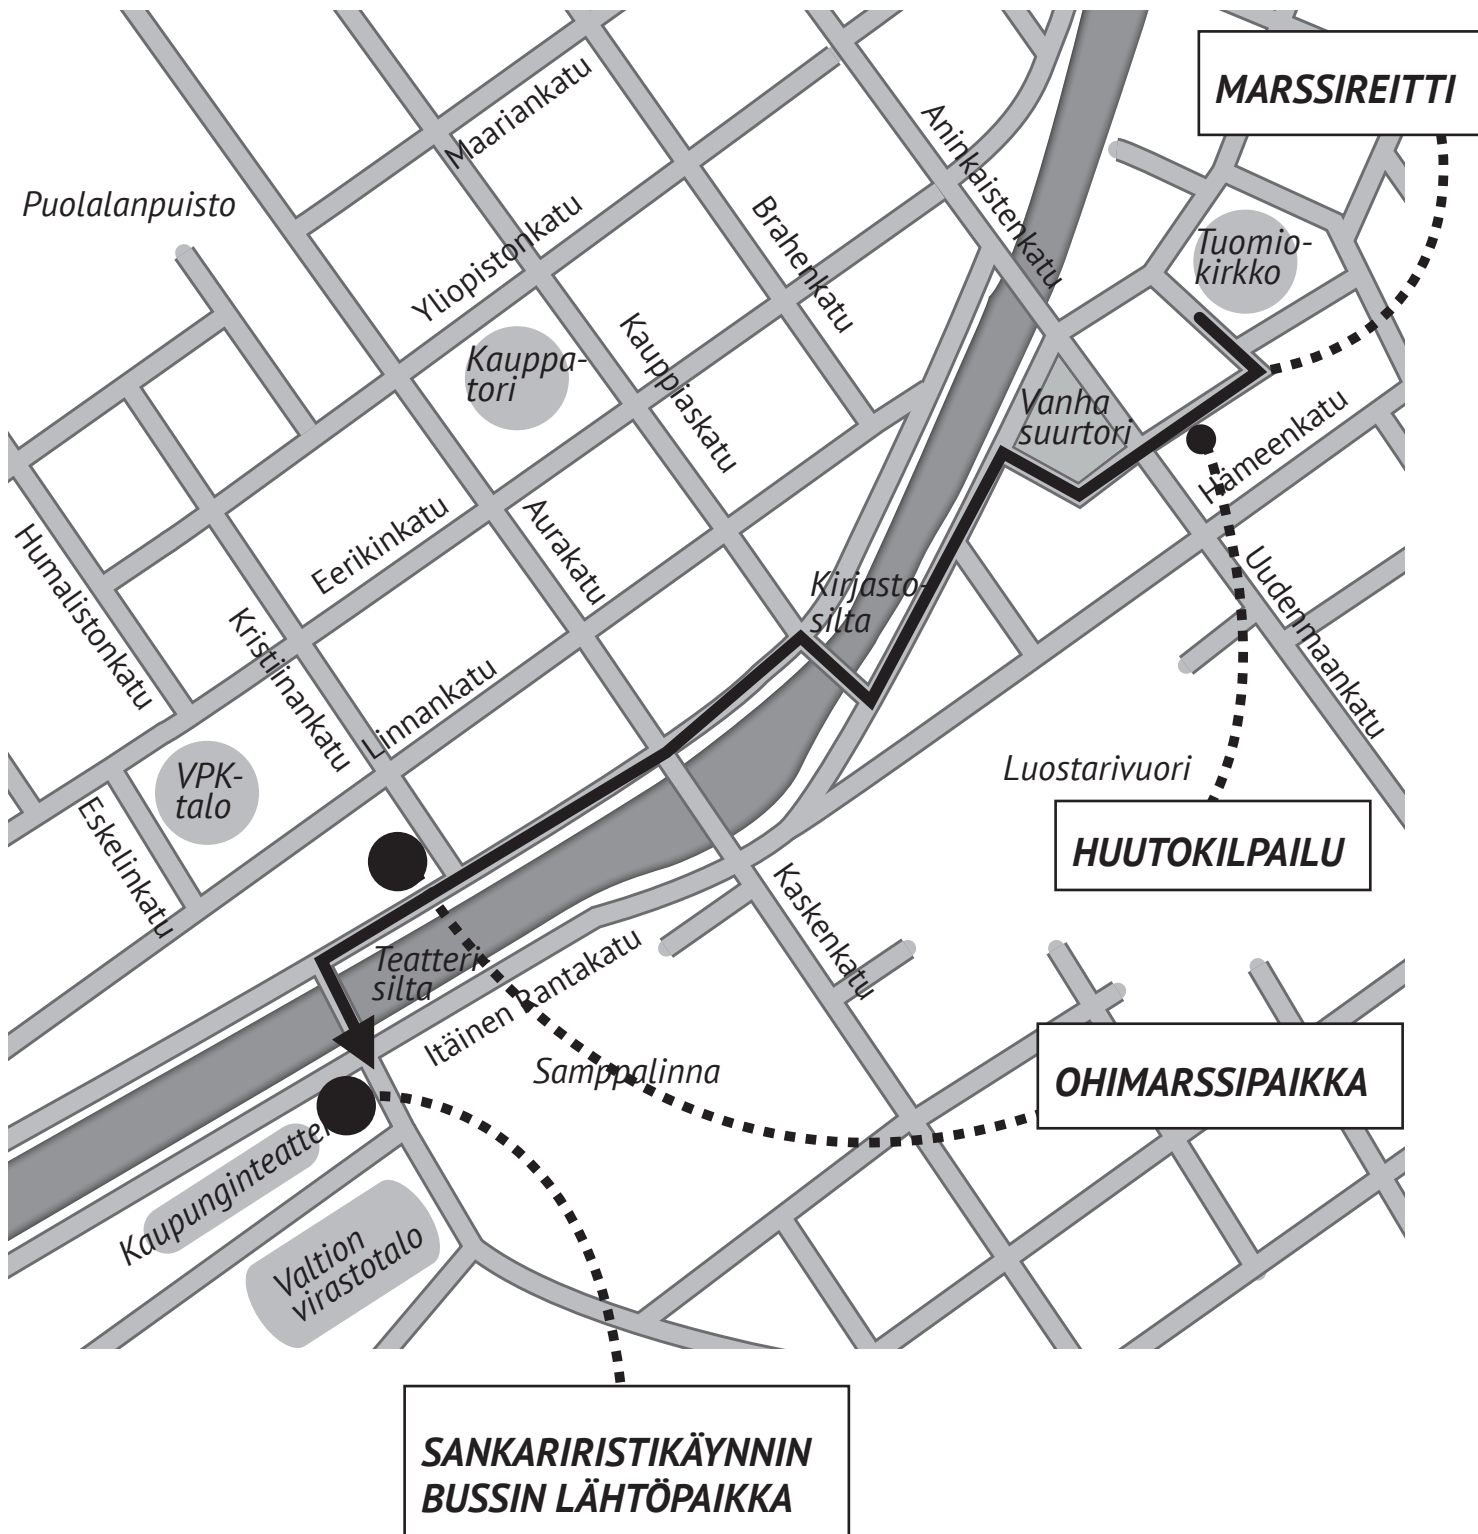 MARSSIREITTI
Maariankatu
Aninkaistenkatu
Puolalanpuisto
Yliopistonkatu
Brahenkatu
Tuomio-
kirkko
Kauppa-
tori
Kauppiaskatu
Vanha
suurtori
Hämeenkatu
Humalistonkatu
Eerikinkatu
Aurakatu
Kirjasto-
silta
Uudenmaankatu
Kristiinankatu
Linnankatu
VPK-
talo
Luostarivuori
Eskelinkatu
HUUTOKILPAILU
Kaskenkatu
Teatteri
silta
Itäinen Rantakatu
Samppalinna
OHIMARSSIPAIKKA
Kaupunginteatteri
Valtion
virastotalo
SANKARIRISTIKÄYNNIN
BUSSIN LÄHTÖPAIKKA